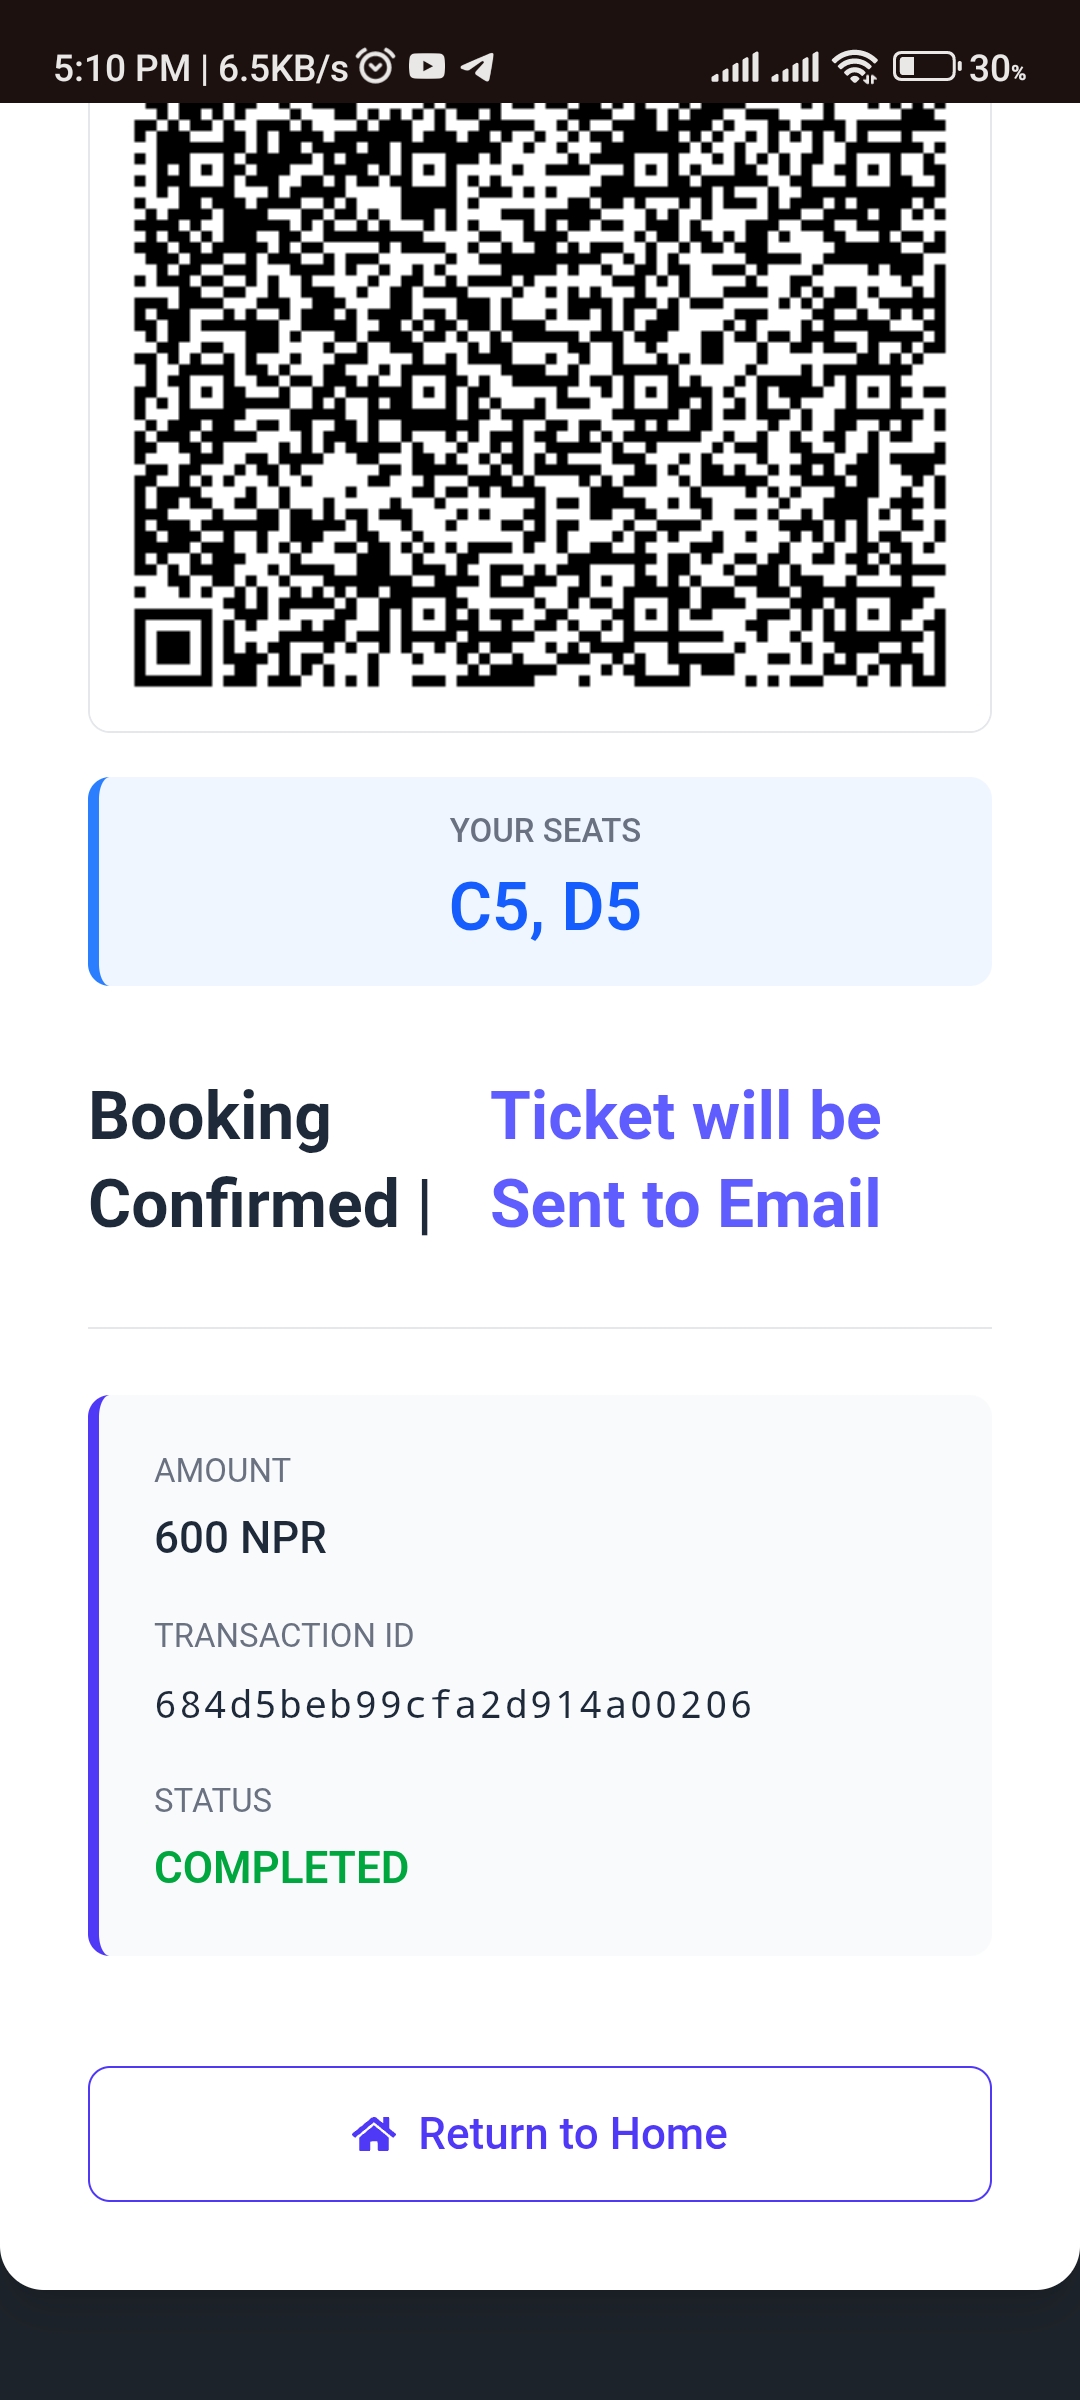 5:10 PM | 6.5KB/s 30%
YOUR SEATS
C5, D5
Booking Confirmed |
Ticket will be Sent to Email
AMOUNT
600 NPR
TRANSACTION ID
684d5beb99cfa2d914a00206
STATUS
COMPLETED
Return to Home